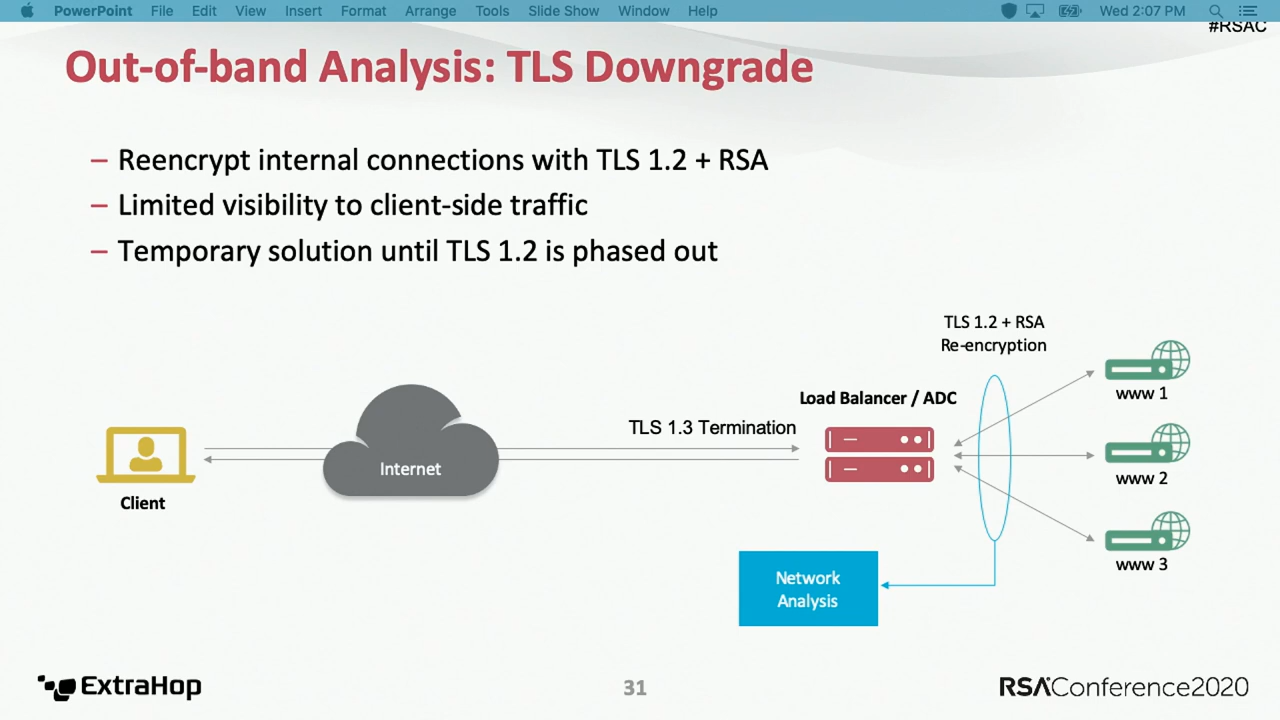 PowerPoint File Edit View Insert Format Arrange Tools Slide Show Window Help Wed 2:07 PM
#RSAC
Out-of-band Analysis: TLS Downgrade
– Reencrypt internal connections with TLS 1.2 + RSA
– Limited visibility to client-side traffic
– Temporary solution until TLS 1.2 is phased out
TLS 1.2 + RSA
Re-encryption
www 1
Load Balancer / ADC
TLS 1.3 Termination
Internet
Client
www 2
www 3
Network
Analysis
ExtraHop
31
RSAConference2020